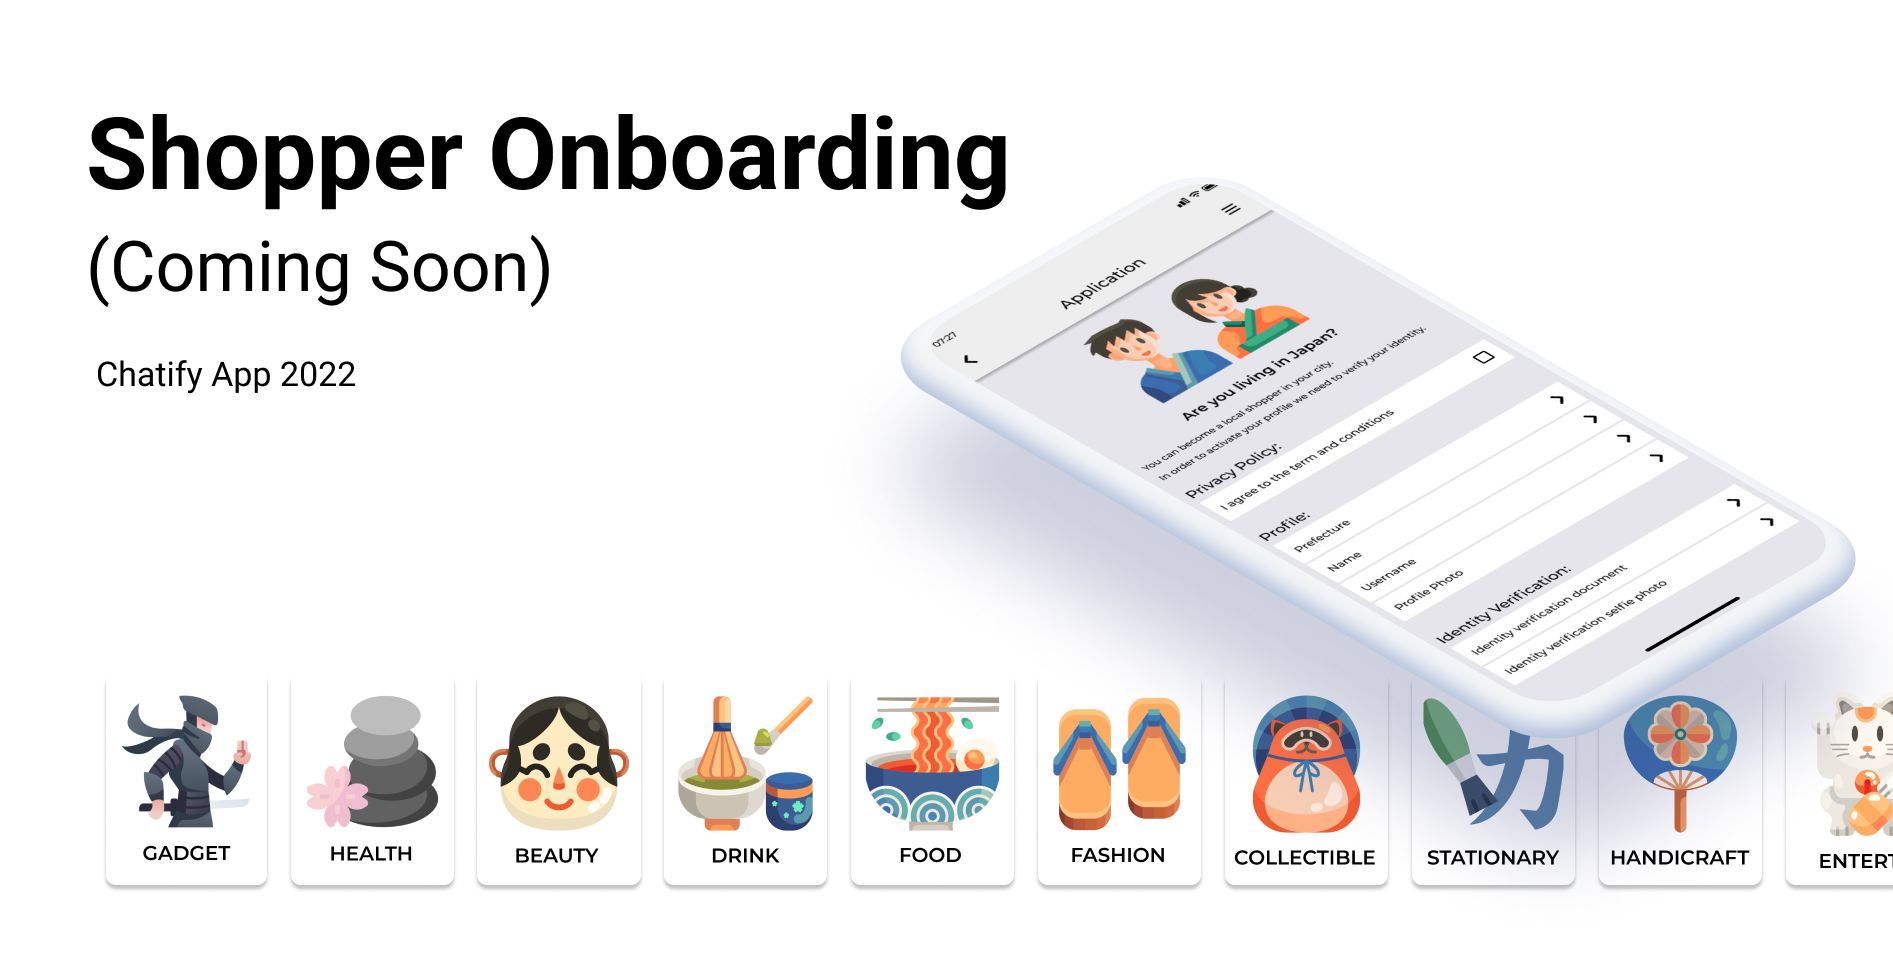 Shopper Onboarding
(Coming Soon)
Chatify App 2022
07:27
Application
Are you living in Japan?
You can become a local shopper in your city.
In order to activate your profile we need to verify your identity.
Privacy Policy:
I agree to the term and conditions
Profile:
Prefecture
Name
Username
Profile Photo
Identity Verification:
Identity verification document
Identity verification selfie photo
GADGET
HEALTH
BEAUTY
DRINK
FOOD
FASHION
COLLECTIBLE
STATIONARY
HANDICRAFT
ENTERT
力